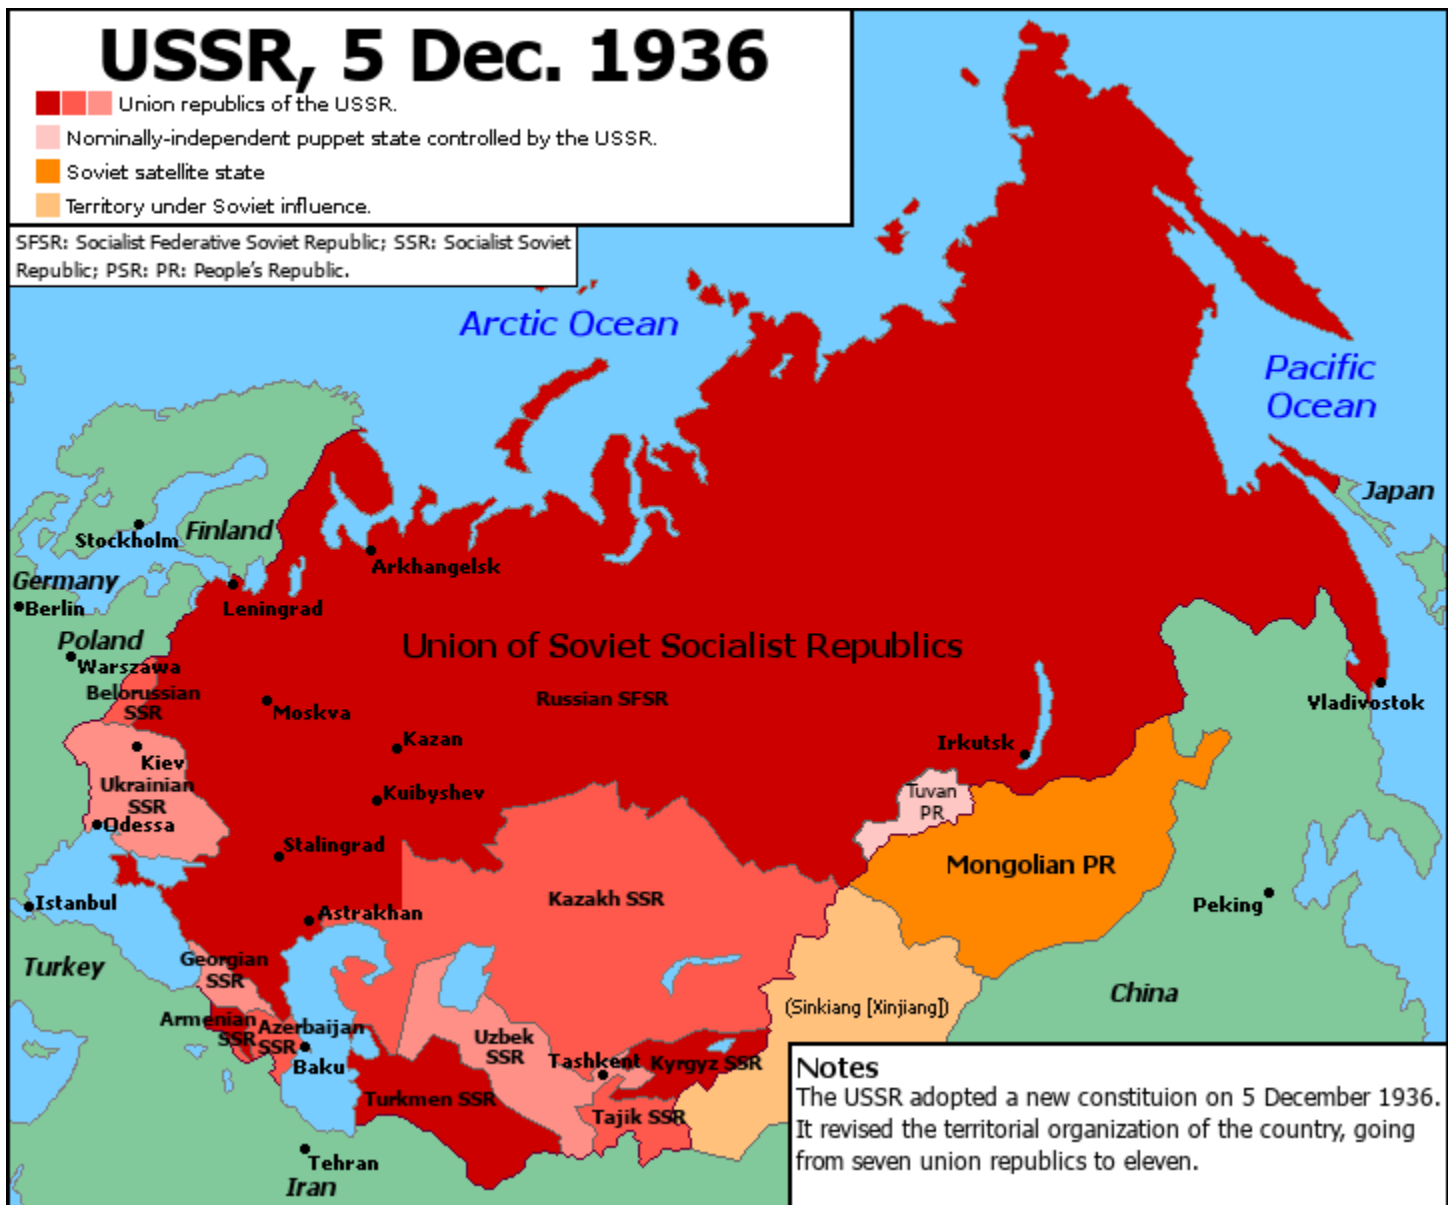 USSR, 5 Dec. 1936
Union republics of the USSR.
Nominally-independent puppet state controlled by the USSR.
Soviet satellite state
Territory under Soviet influence.
SFSR: Socialist Federative Soviet Republic; SSR: Socialist Soviet
Republic; PSR: PR: People's Republic.
Arctic Ocean
Pacific
Ocean
Japan
Stockholm
Finland
Arkhangelsk
Germany
Berlin
Leningrad
Poland
Warszawa
Union of Soviet Socialist Republics
Belorussian
SSR
Moskva
Russian SFSR
Vladivostok
Kazan
Irkutsk
Kiev
Ukrainian
SSR
Kuibyshev
Tuvan
PR
Odessa
Stalingrad
Mongolian PR
Kazakh SSR
Istanbul
Astrakhan
Peking
Turkey
Georgian
SSR
China
(Sinkiang [Xinjiang])
Armenian
SSR
Azerbaijan
SSR
Baku
Uzbek
SSR
Tashkent
Kyrgyz SSR
Turkmen SSR
Tajik SSR
Tehran
Iran
Notes
The USSR adopted a new constituion on 5 December 1936.
It revised the territorial organization of the country, going
from seven union republics to eleven.